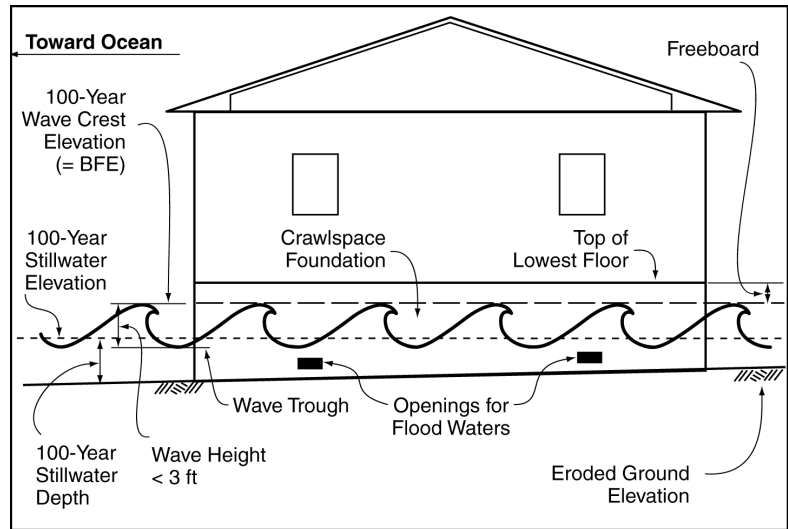 Toward Ocean
Freeboard
100-Year
Wave Crest
Elevation
(= BFE)
100-Year
Stillwater
Elevation
Crawlspace
Foundation
Top of
Lowest Floor
Wave Trough
Openings for
Flood Waters
100-Year
Stillwater
Depth
Wave Height
< 3 ft
Eroded Ground
Elevation